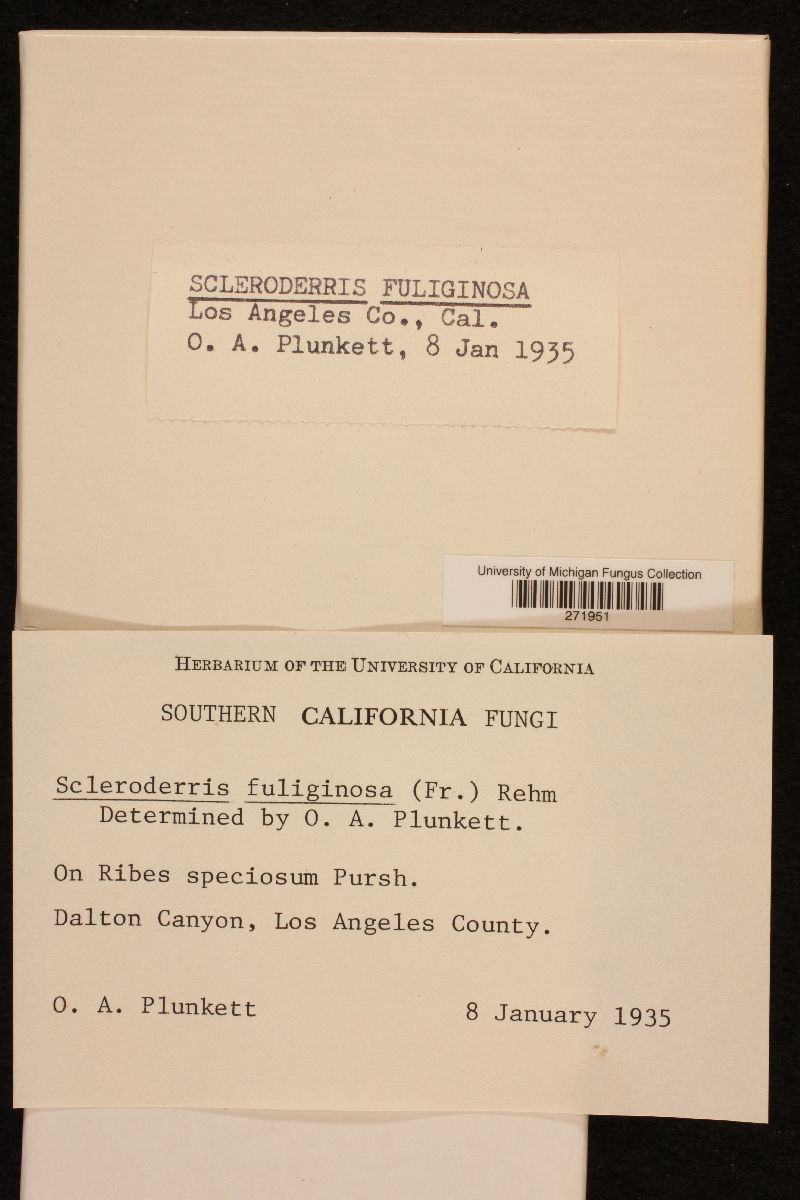 SCLERODERRIS FULIGINOSA
Los Angeles Co., Cal.
O. A. Plunkett, 8 Jan 1935
University of Michigan Fungus Collection
271951
HERBARIUM OF THE UNIVERSITY OF CALIFORNIA
SOUTHERN CALIFORNIA FUNGI
Scleroderris fuliginosa (Fr.) Rehm
Determined by O. A. Plunkett.
On Ribes speciosum Pursh.
Dalton Canyon, Los Angeles County.
O. A. Plunkett 8 January 1935